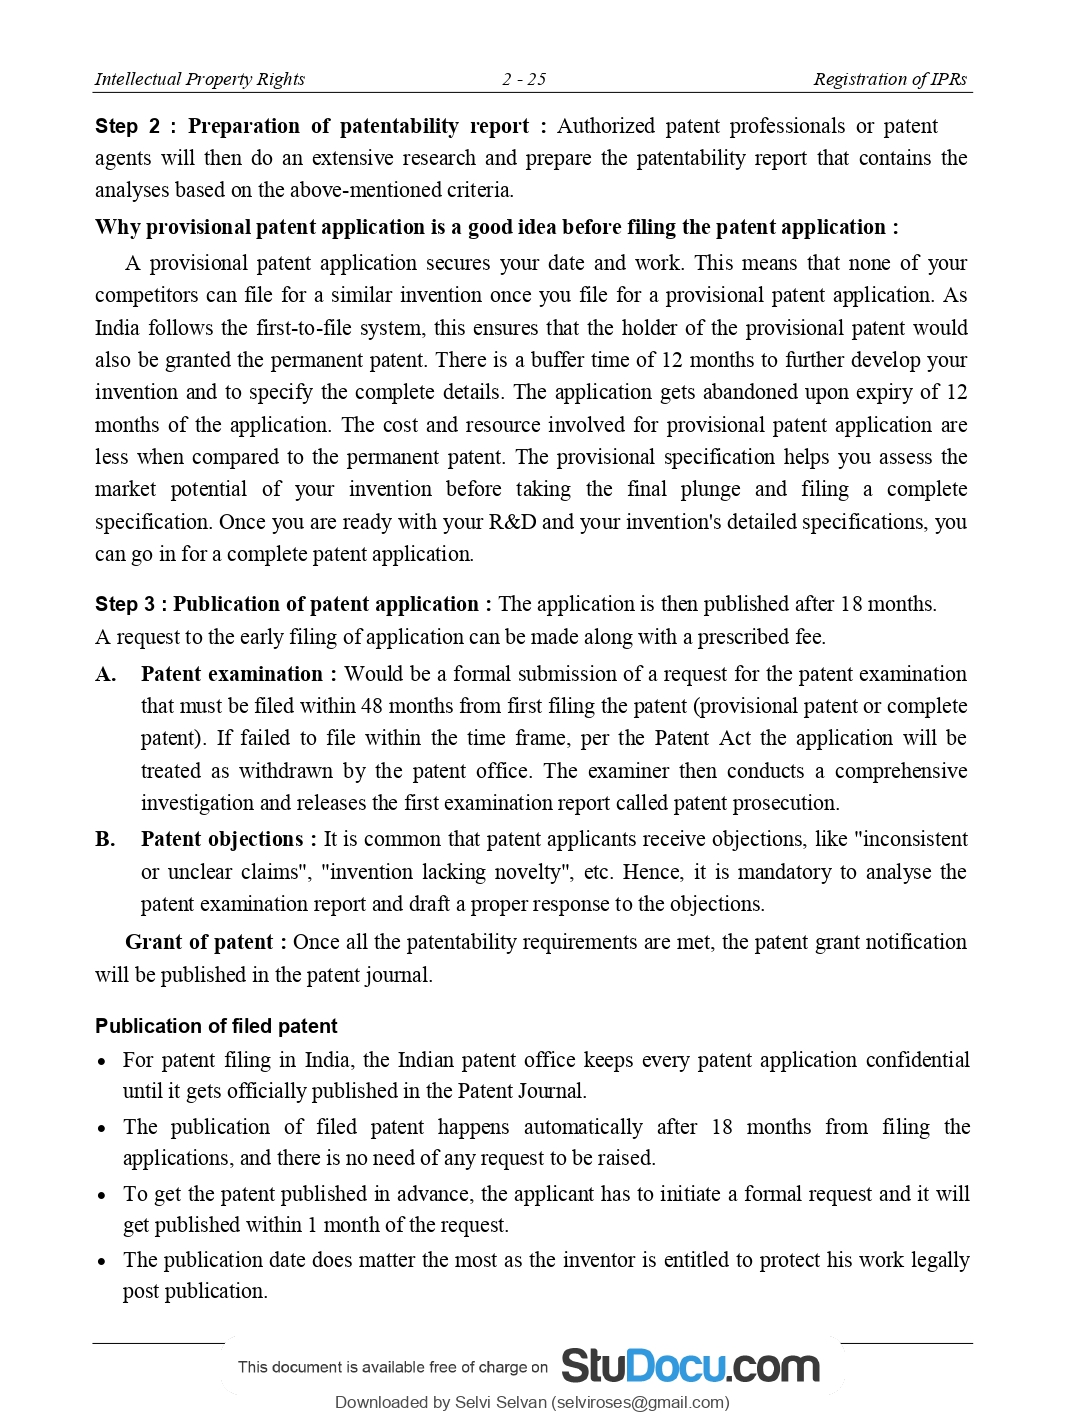 Intellectual Property Rights 2 - 25 Registration of IPRs
Step 2 : Preparation of patentability report : Authorized patent professionals or patent
agents will then do an extensive research and prepare the patentability report that contains the
analyses based on the above-mentioned criteria.
Why provisional patent application is a good idea before filing the patent application :
A provisional patent application secures your date and work. This means that none of your
competitors can file for a similar invention once you file for a provisional patent application. As
India follows the first-to-file system, this ensures that the holder of the provisional patent would
also be granted the permanent patent. There is a buffer time of 12 months to further develop your
invention and to specify the complete details. The application gets abandoned upon expiry of 12
months of the application. The cost and resource involved for provisional patent application are
less when compared to the permanent patent. The provisional specification helps you assess the
market potential of your invention before taking the final plunge and filing a complete
specification. Once you are ready with your R&D and your invention's detailed specifications, you
can go in for a complete patent application.
Step 3 : Publication of patent application : The application is then published after 18 months.
A request to the early filing of application can be made along with a prescribed fee.
A. Patent examination : Would be a formal submission of a request for the patent examination
that must be filed within 48 months from first filing the patent (provisional patent or complete
patent). If failed to file within the time frame, per the Patent Act the application will be
treated as withdrawn by the patent office. The examiner then conducts a comprehensive
investigation and releases the first examination report called patent prosecution.
B. Patent objections : It is common that patent applicants receive objections, like "inconsistent
or unclear claims", "invention lacking novelty", etc. Hence, it is mandatory to analyse the
patent examination report and draft a proper response to the objections.
Grant of patent : Once all the patentability requirements are met, the patent grant notification
will be published in the patent journal.
Publication of filed patent
• For patent filing in India, the Indian patent office keeps every patent application confidential
until it gets officially published in the Patent Journal.
• The publication of filed patent happens automatically after 18 months from filing the
applications, and there is no need of any request to be raised.
• To get the patent published in advance, the applicant has to initiate a formal request and it will
get published within 1 month of the request.
• The publication date does matter the most as the inventor is entitled to protect his work legally
post publication.
This document is available free of charge on StuDocu.com
Downloaded by Selvi Selvan (selviroses@gmail.com)